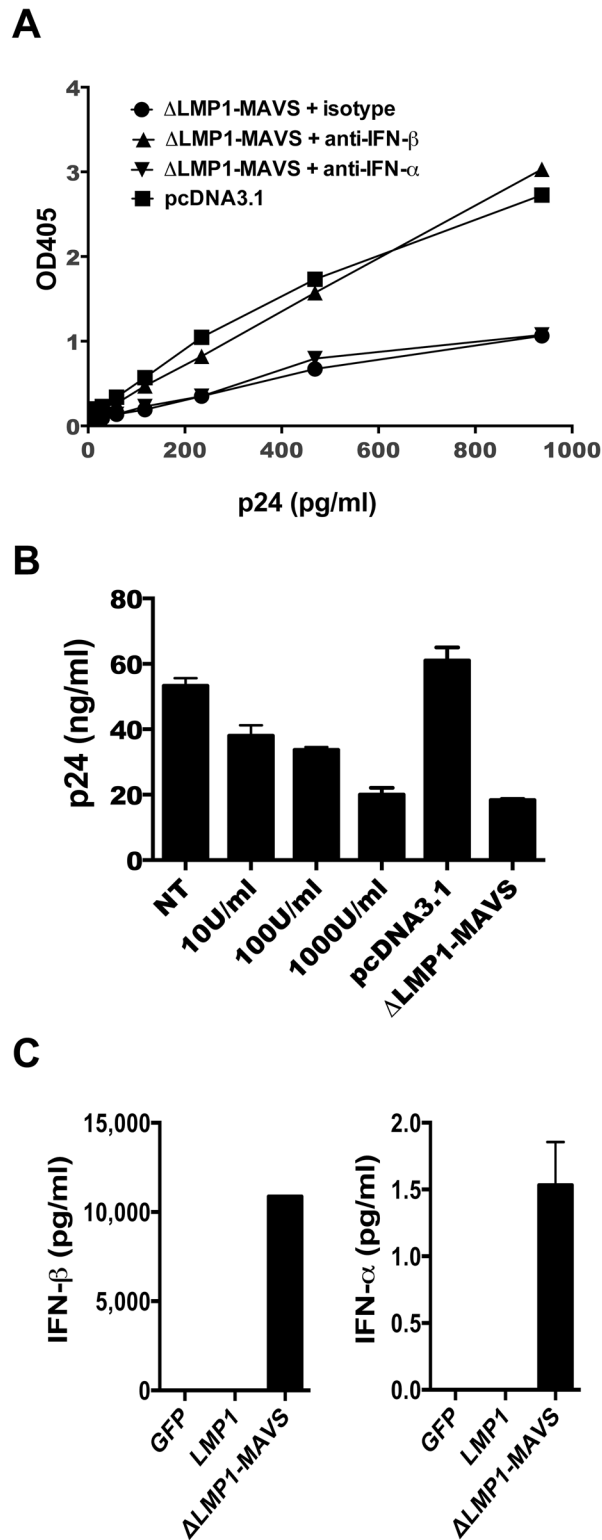 A
4
3
2
1
0
OD405
ΔLMP1-MAVS + isotype
ΔLMP1-MAVS + anti-IFN-β
ΔLMP1-MAVS + anti-IFN-α
pcDNA3.1
0 200 400 600 800 1000
p24 (pg/ml)
B
80
60
40
20
0
p24 (ng/ml)
NT 10U/ml 100U/ml 1000U/ml pcDNA3.1 ΔLMP1-MAVS
C
15,000
10,000
5,000
0
IFN-β (pg/ml)
GFP LMP1 ΔLMP1-MAVS
2.0
1.5
1.0
0.5
0.0
IFN-α (pg/ml)
GFP LMP1 ΔLMP1-MAVS